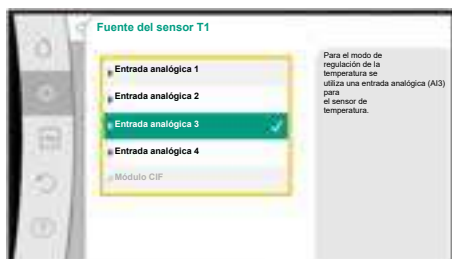 Fuente del sensor T1
Entrada analógica 1
Entrada analógica 2
Entrada analógica 3
Entrada analógica 4
Módulo CIF
Para el modo de
regulación de la
temperatura se
utiliza una entrada analógica (AI3)
para
el sensor de
temperatura.